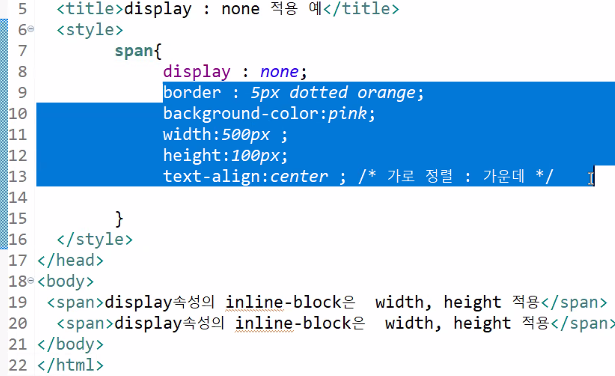 5 <title>display : none 적용 예</title>
6 <style>
7 span{
8 display : none;
9 border : 5px dotted orange;
10 background-color:pink;
11 width:500px ;
12 height:100px;
13 text-align:center ; /* 가로 정렬 : 가운데 */
14
15 }
16 </style>
17 </head>
18 <body>
19 <span>display속성의 inline-block은  width, height 적용</span>
20 <span>display속성의 inline-block은  width, height 적용</span>
21 </body>
22 </html>